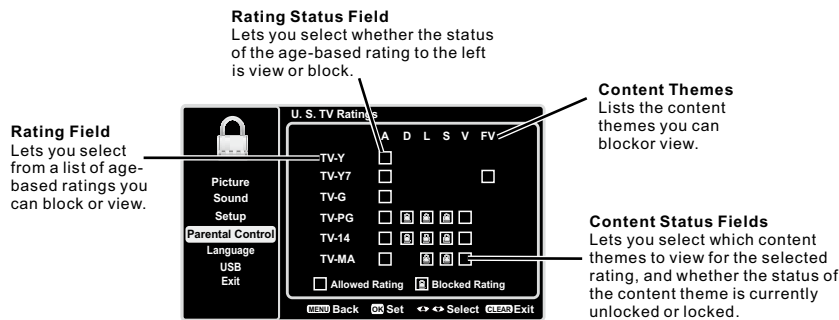 Rating Status Field
Lets you select whether the status
of the age-based rating to the left
is view or block.
Content Themes
Lists the content
themes you can
blockor view.
Rating Field
Lets you select
from a list of age-
based ratings you
can block or view.
Content Status Fields
Lets you select which content
themes to view for the selected
rating, and whether the status of
the content theme is currently
unlocked or locked.
Picture
Sound
Setup
Parental Control
Language
USB
Exit
U. S. TV Ratings
A D L S V FV
TV-Y
TV-Y7
TV-G
TV-PG
TV-14
TV-MA
Allowed Rating Blocked Rating
MENU Back OK Set Select CLEAR Exit